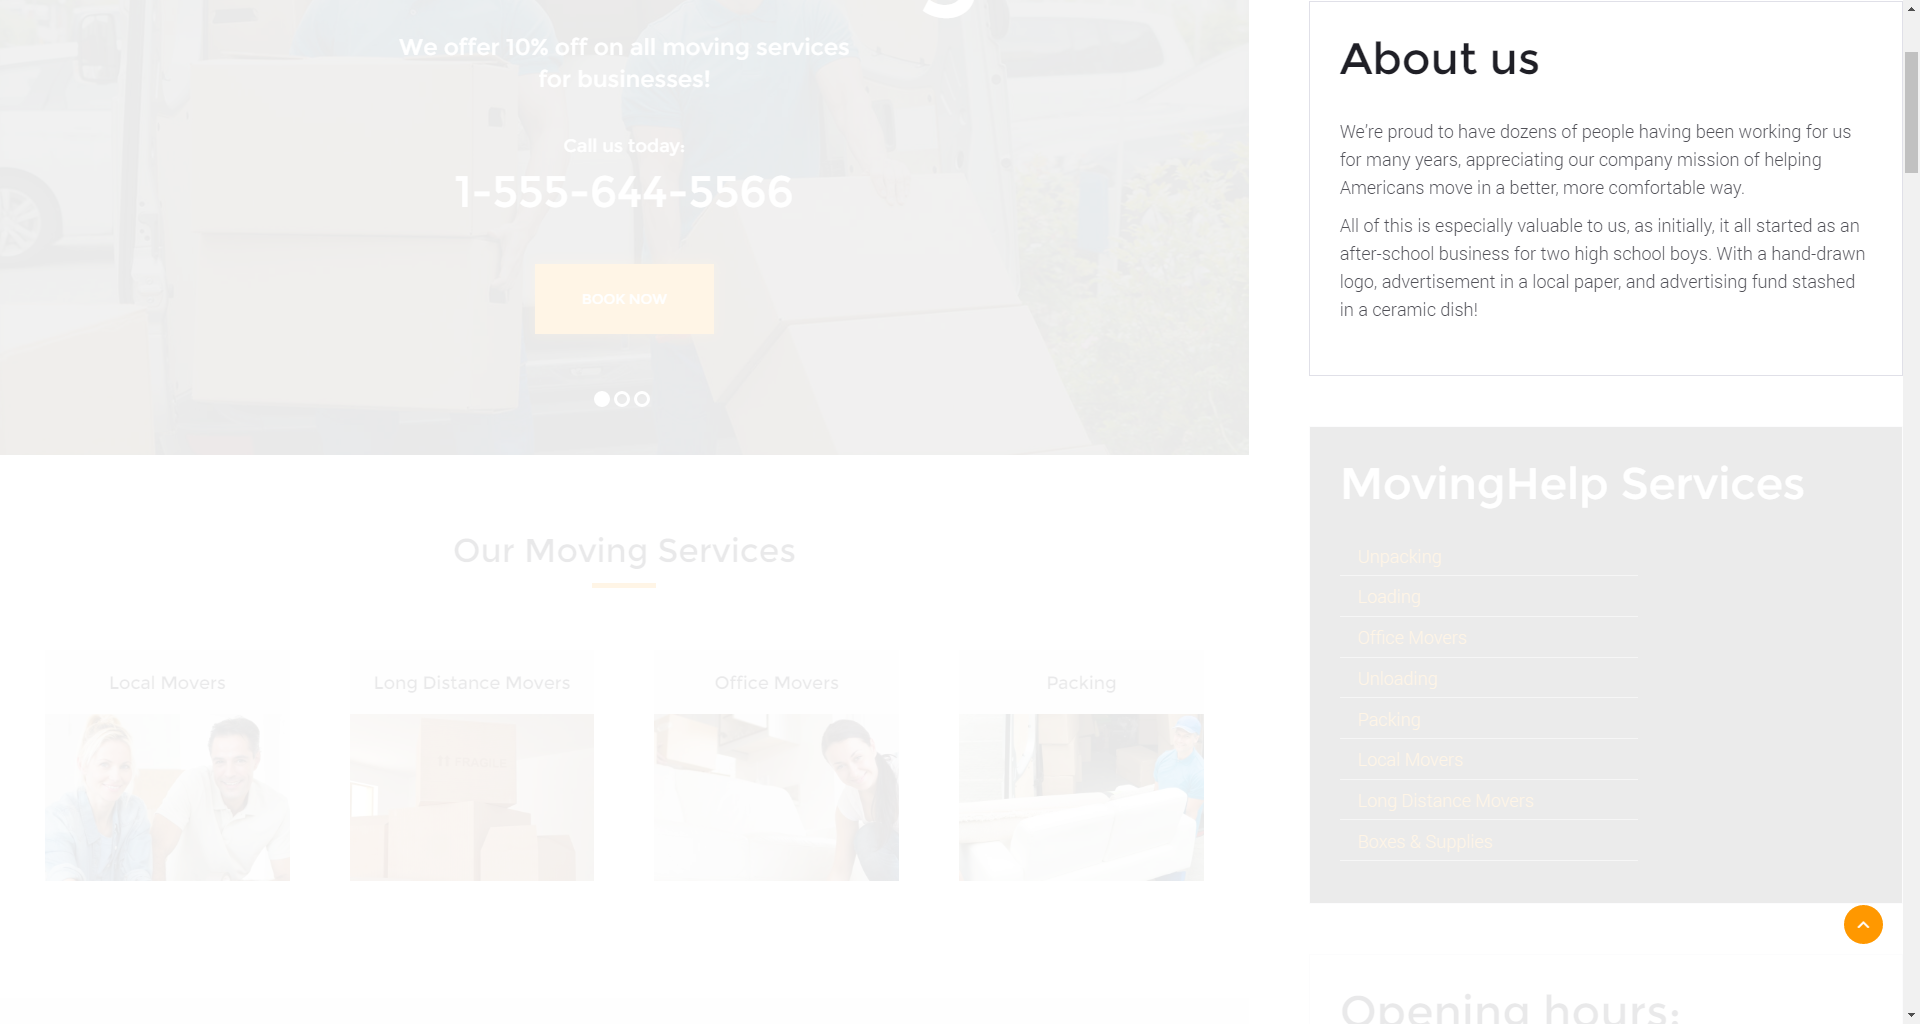 We offer 10% off on all moving services
for businesses!
Call us today:
1-555-644-5566
BOOK NOW
Our Moving Services
Local Movers
Long Distance Movers
Office Movers
Packing
About us
We're proud to have dozens of people having been working for us
for many years, appreciating our company mission of helping
Americans move in a better, more comfortable way.
All of this is especially valuable to us, as initially, it all started as an
after-school business for two high school boys. With a hand-drawn
logo, advertisement in a local paper, and advertising fund stashed
in a ceramic dish!
MovingHelp Services
Unpacking
Loading
Office Movers
Unloading
Packing
Local Movers
Long Distance Movers
Boxes & Supplies
Opening hours: